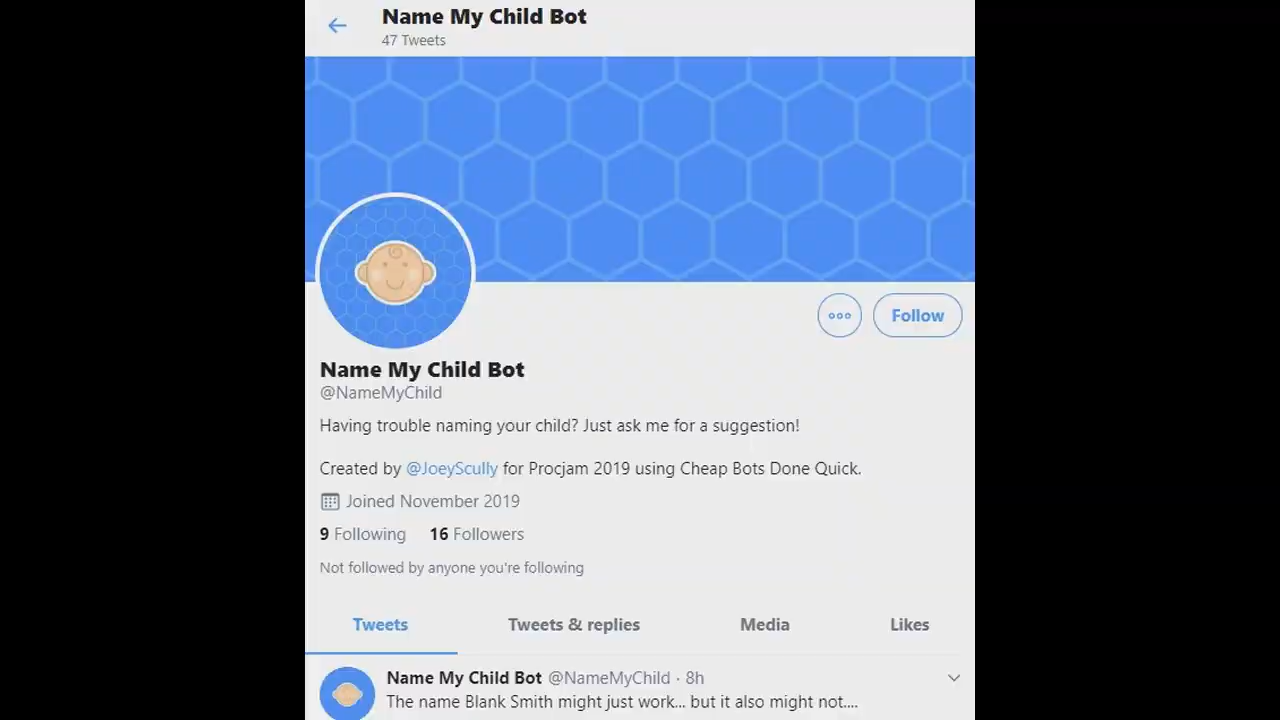 Name My Child Bot
47 Tweets
Follow
Name My Child Bot
@NameMyChild
Having trouble naming your child? Just ask me for a suggestion!
Created by @JoeyScully for Procjam 2019 using Cheap Bots Done Quick.
Joined November 2019
9 Following 16 Followers
Not followed by anyone you're following
Tweets Tweets & replies Media Likes
Name My Child Bot @NameMyChild · 8h
The name Blank Smith might just work... but it also might not....